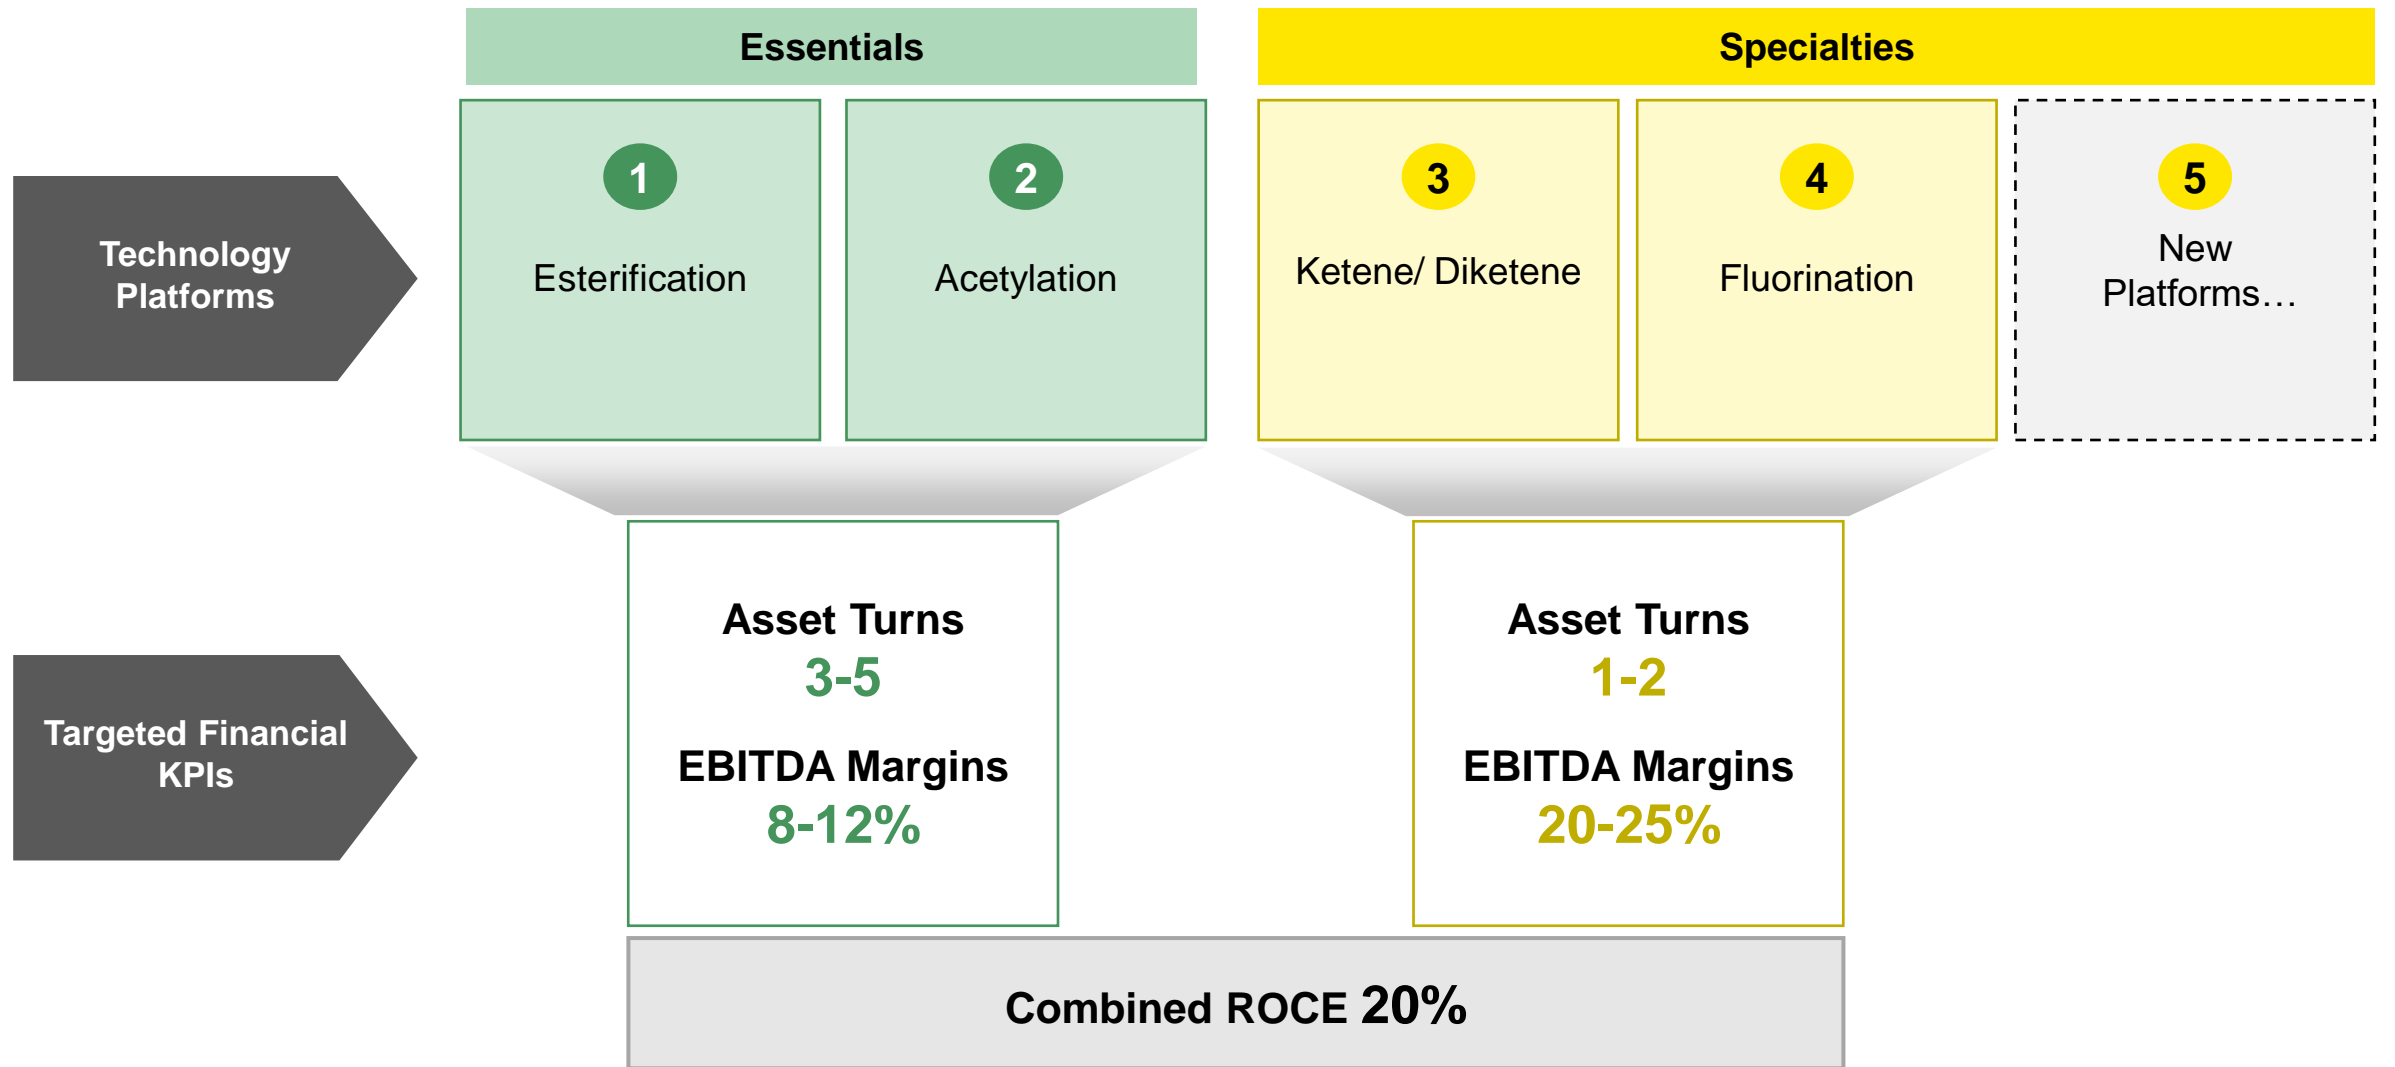 Essentials
Specialties
Technology
Platforms
1
Esterification
2
Acetylation
3
Ketene/ Diketene
4
Fluorination
5
New
Platforms…
Targeted Financial
KPIs
Asset Turns
3-5
EBITDA Margins
8-12%
Asset Turns
1-2
EBITDA Margins
20-25%
Combined ROCE 20%